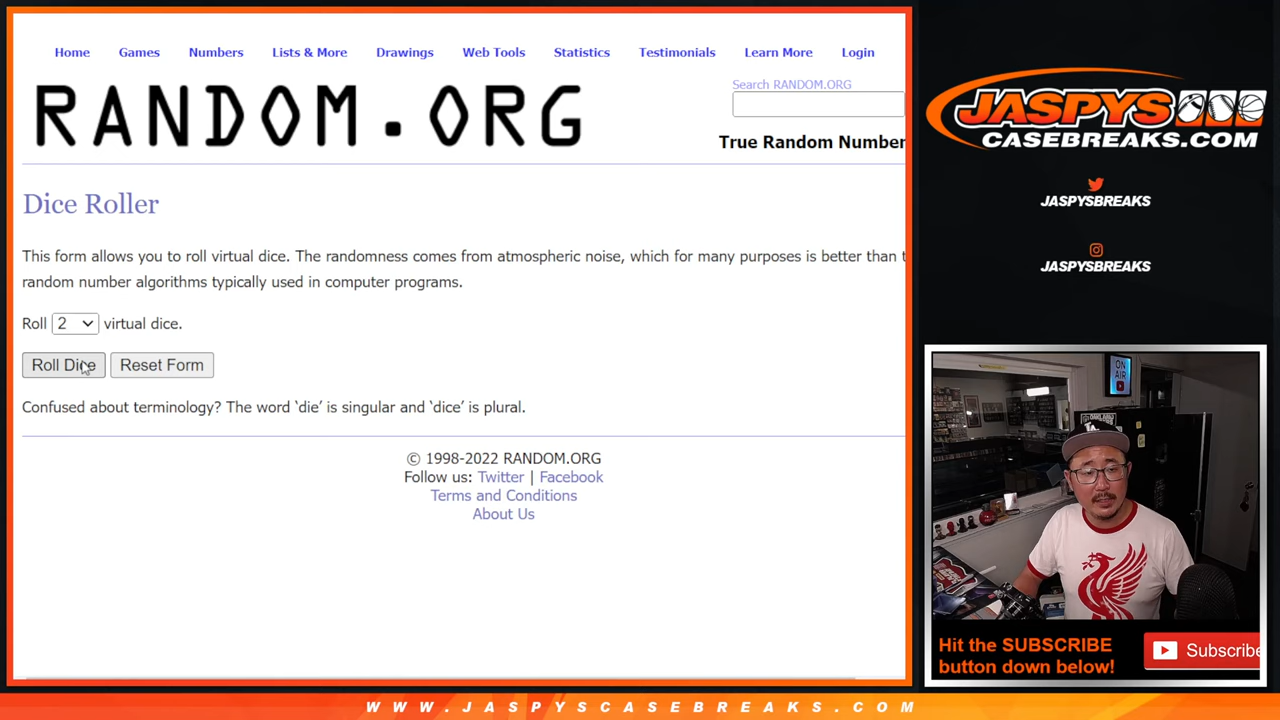 Home Games Numbers Lists & More Drawings Web Tools Statistics Testimonials Learn More Login
RANDOM.ORG
Search RANDOM.ORG
True Random Number
Dice Roller
This form allows you to roll virtual dice. The randomness comes from atmospheric noise, which for many purposes is better than t
random number algorithms typically used in computer programs.
Roll 2 virtual dice.
Roll Dice Reset Form
Confused about terminology? The word ‘die’ is singular and ‘dice’ is plural.
© 1998-2022 RANDOM.ORG
Follow us: Twitter | Facebook
Terms and Conditions
About Us
JASPYS
CASEBREAKS.COM
JASPYSBREAKS
JASPYSBREAKS
ON
AIR
Hit the SUBSCRIBE
button down below!
Subscribe
WWW.JASPYSCASEBREAKS.COM